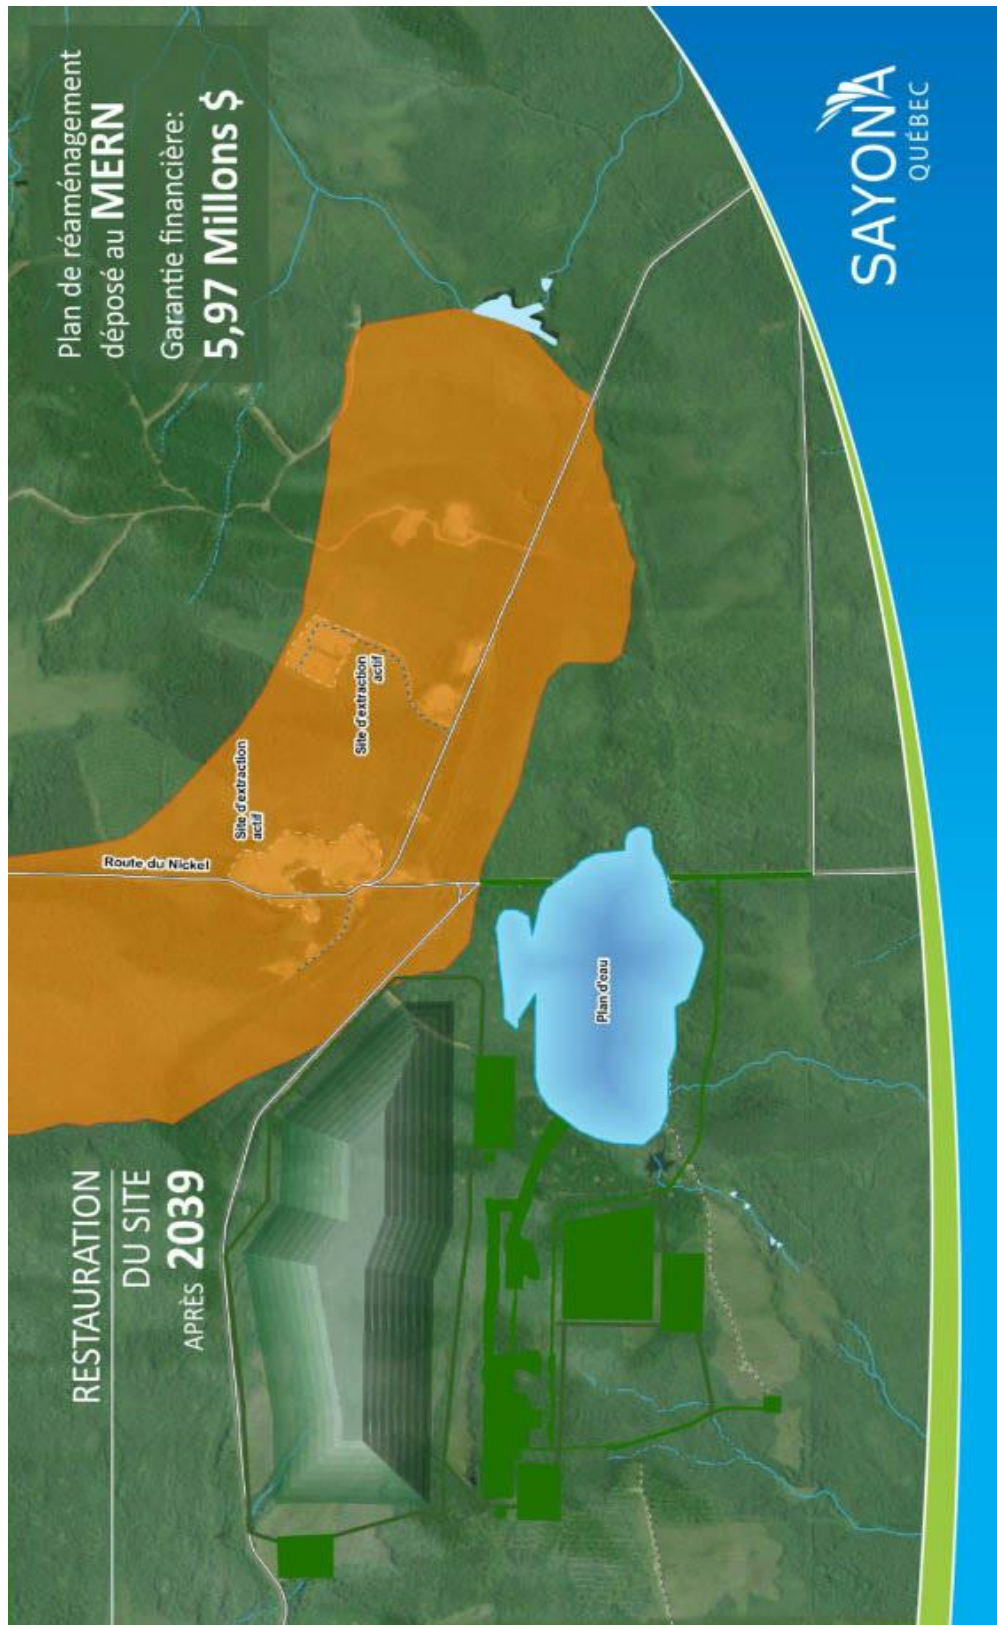 RESTAURATION
DU SITE
APRÈS 2039
Plan de réaménagement
déposé au MERN
Garantie financière:
5,97 Millons $
Route du Nickel
Site d'extraction
actif
Site d'extraction
actif
Plan d'eau
SAYONA
QUÉBEC